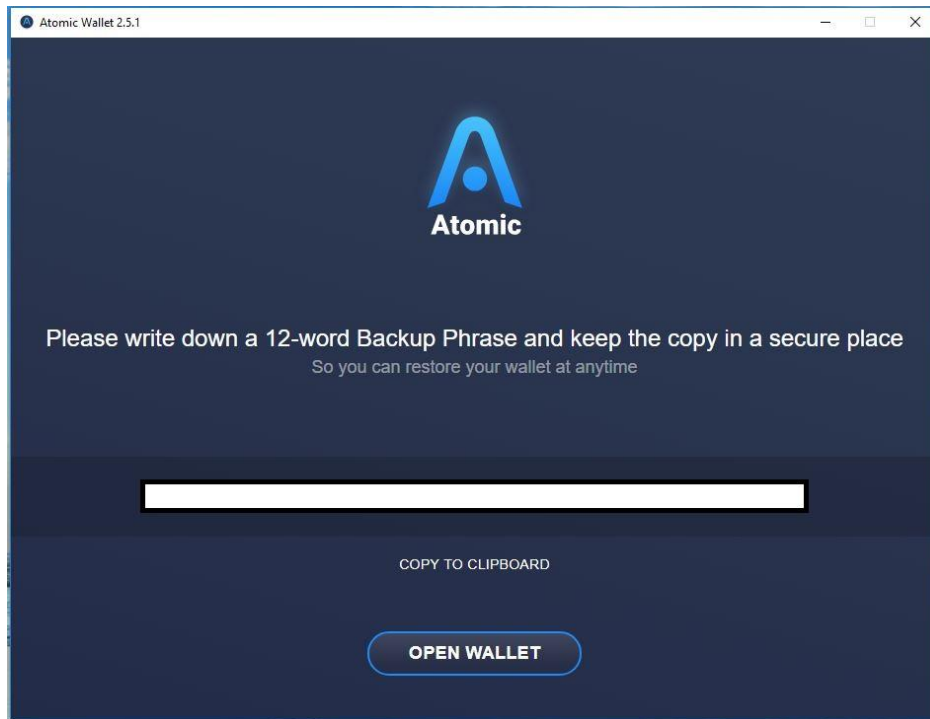 Atomic Wallet 2.5.1
Atomic
Please write down a 12-word Backup Phrase and keep the copy in a secure place
So you can restore your wallet at anytime
COPY TO CLIPBOARD
OPEN WALLET